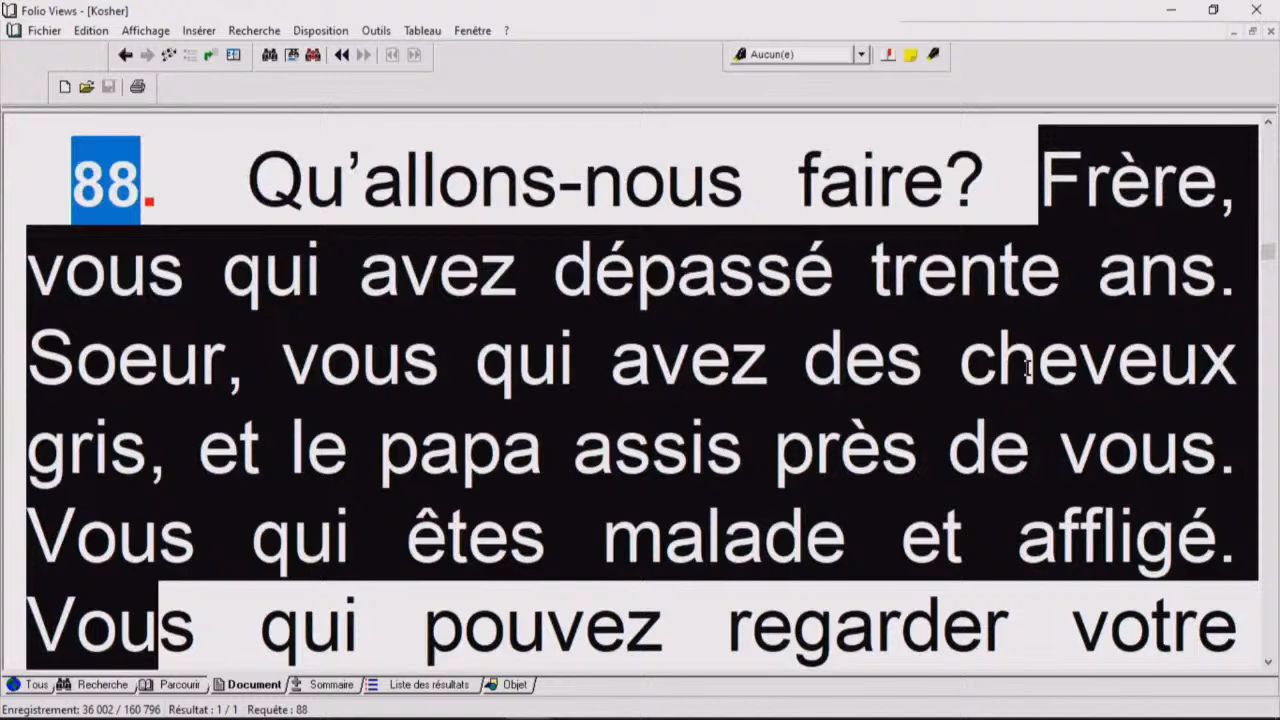 Folio Views - [Kosher]
Fichier Edition Affichage Insérer Recherche Disposition Outils Tableau Fenêtre ?
Aucun(e)
88. Qu’allons-nous faire? Frère,
vous qui avez dépassé trente ans.
Soeur, vous qui avez des cheveux
gris, et le papa assis près de vous.
Vous qui êtes malade et affligé.
Vous qui pouvez regarder votre
Tous Recherche Parcourir Document Sommaire Liste des résultats Objet
Enregistrement: 36 002 / 160 796 Résultat : 1 / 1 Requête : 88